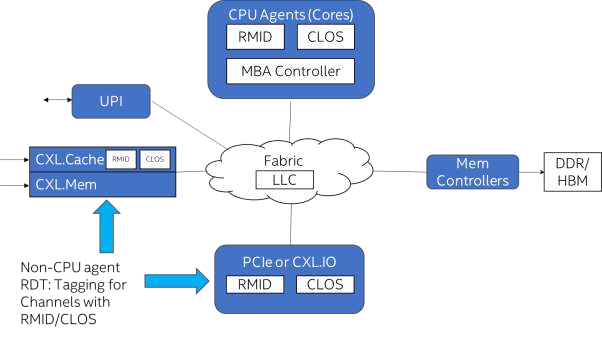 CPU Agents (Cores)
RMID CLOS
MBA Controller
UPI
CXL.Cache RMID CLOS
CXL.Mem
Fabric
LLC
Mem
Controllers
DDR/
HBM
Non-CPU agent
RDT: Tagging for
Channels with
RMID/CLOS
PCIe or CXL.IO
RMID CLOS